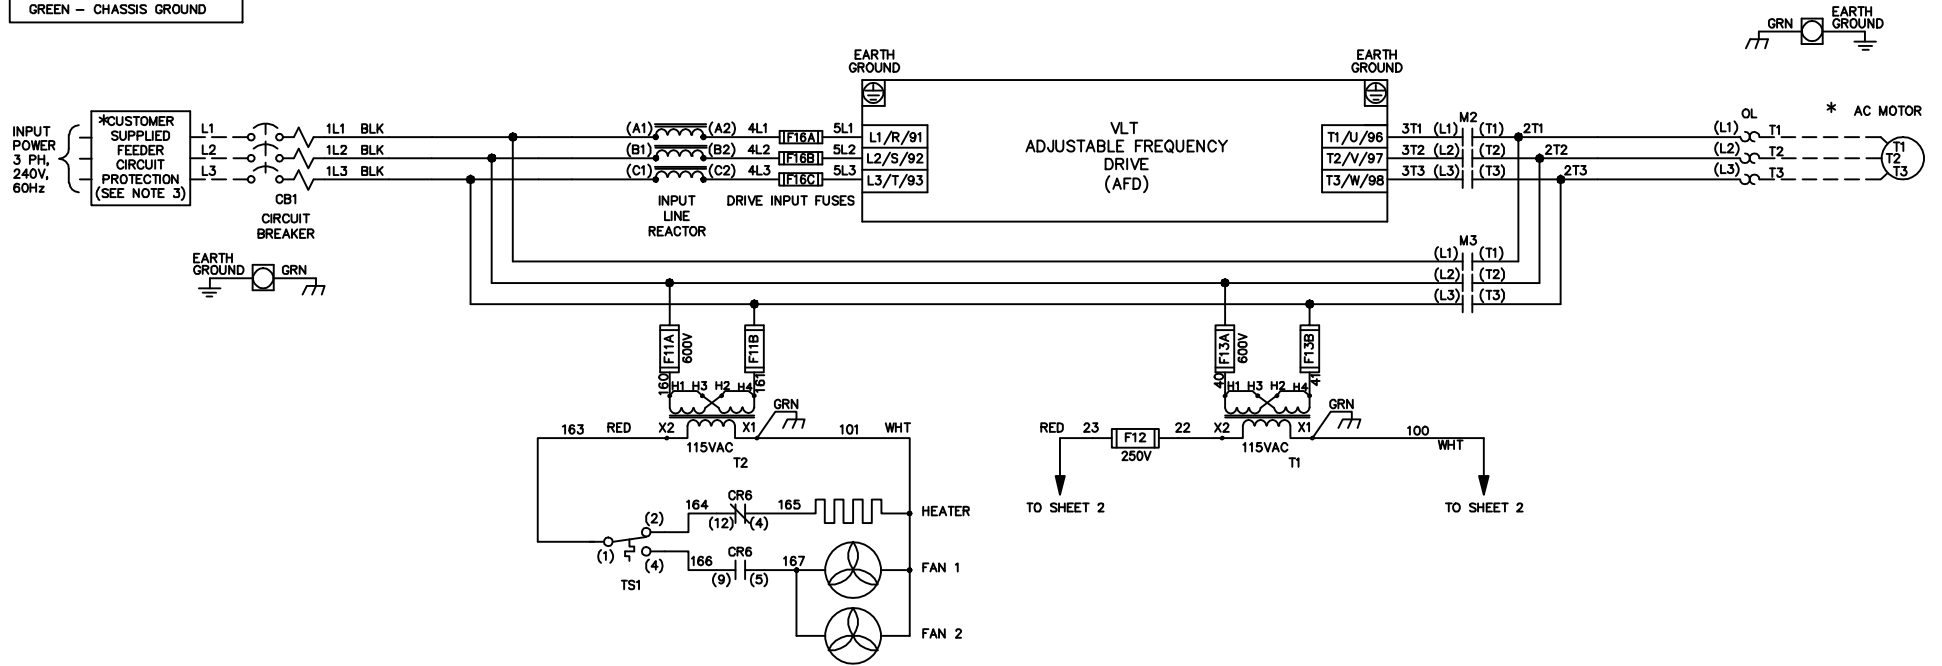 GREEN – CHASSIS GROUND
GRN
EARTH
GROUND
INPUT
POWER
3 PH,
240V,
60Hz
*CUSTOMER
SUPPLIED
FEEDER
CIRCUIT
PROTECTION
(SEE NOTE 3)
L1
L2
L3
CB1
CIRCUIT
BREAKER
1L1 BLK
1L2 BLK
1L3 BLK
(A1) (A2) 4L1 F16A 5L1
(B1) (B2) 4L2 F16B 5L2
(C1) (C2) 4L3 F16C 5L3
INPUT
LINE
REACTOR
DRIVE INPUT FUSES
EARTH
GROUND
L1/R/91
L2/S/92
L3/T/93
VLT
ADJUSTABLE FREQUENCY
DRIVE
(AFD)
EARTH
GROUND
T1/U/96
T2/V/97
T3/W/98
M2
3T1 (L1) (T1) 2T1
3T2 (L2) (T2) 2T2
3T3 (L3) (T3) 2T3
OL
(L1) T1
(L2) T2
(L3) T3
* AC MOTOR
T1
T2
T3
M3
(L1) (T1)
(L2) (T2)
(L3) (T3)
EARTH
GROUND
GRN
F11A
600V
F11B
160
161
H1 H3 H2 H4
GRN
163 RED X2 X1 101 WHT
115VAC
T2
F13A
600V
F13B
40
41
H1 H3 H2 H4
GRN
RED 23 F12 22 X2 X1 100
WHT
250V
115VAC
T1
TO SHEET 2
TO SHEET 2
CR6
164 165
(2) (12) (4)
HEATER
(1)
(4)
TS1
CR6
166 167
(9) (5)
FAN 1
FAN 2